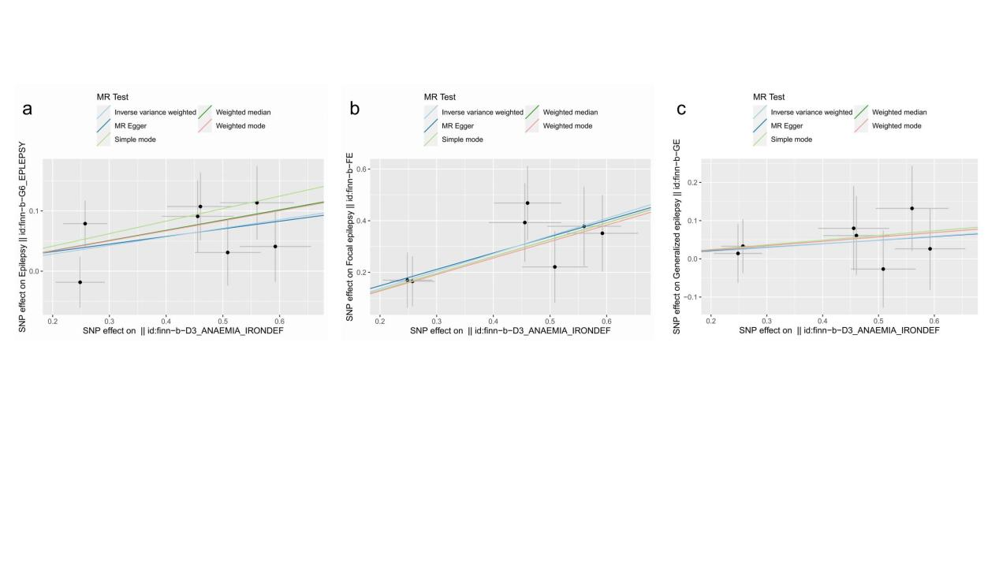 a
MR Test
Inverse variance weighted
Weighted median
MR Egger
Weighted mode
Simple mode
SNP effect on Epilepsy || id:finn−b−G6_EPLEPSY
0.1
0.0
0.2 0.3 0.4 0.5 0.6
SNP effect on || id:finn−b−D3_ANAEMIA_IRONDEF
b
MR Test
Inverse variance weighted
Weighted median
MR Egger
Weighted mode
Simple mode
SNP effect on Focal epilepsy || id:finn−b−FE
0.6
0.4
0.2
0.2 0.3 0.4 0.5 0.6
SNP effect on || id:finn−b−D3_ANAEMIA_IRONDEF
c
MR Test
Inverse variance weighted
Weighted median
MR Egger
Weighted mode
Simple mode
SNP effect on Generalized epilepsy || id:finn−b−GE
0.2
0.1
0.0
−0.1
0.2 0.3 0.4 0.5 0.6
SNP effect on || id:finn−b−D3_ANAEMIA_IRONDEF